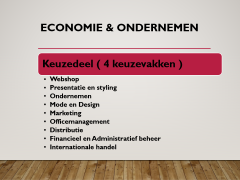 ECONOMIE & ONDERNEMEN
Keuzedeel ( 4 keuzevakken )
• Webshop
• Presentatie en styling
• Ondernemen
• Mode en Design
• Marketing
• Officemanagement
• Distributie
• Financieel en Administratief beheer
• Internationale handel